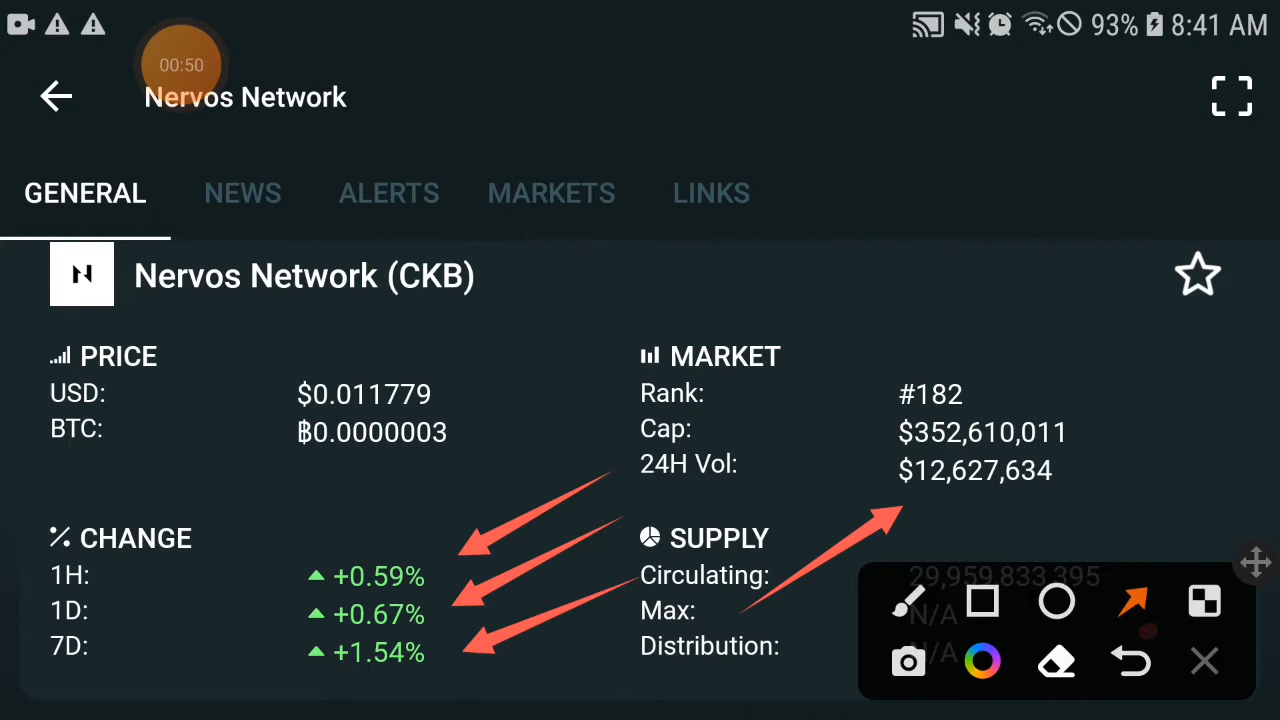 93% 8:41 AM
00:50
Nervos Network
GENERAL NEWS ALERTS MARKETS LINKS
N Nervos Network (CKB)
PRICE
USD: $0.011779
BTC: ฿0.0000003
MARKET
Rank: #182
Cap: $352,610,011
24H Vol: $12,627,634
CHANGE
1H: +0.59%
1D: +0.67%
7D: +1.54%
SUPPLY
Circulating: 29,959,833,395
Max: N/A
Distribution: N/A